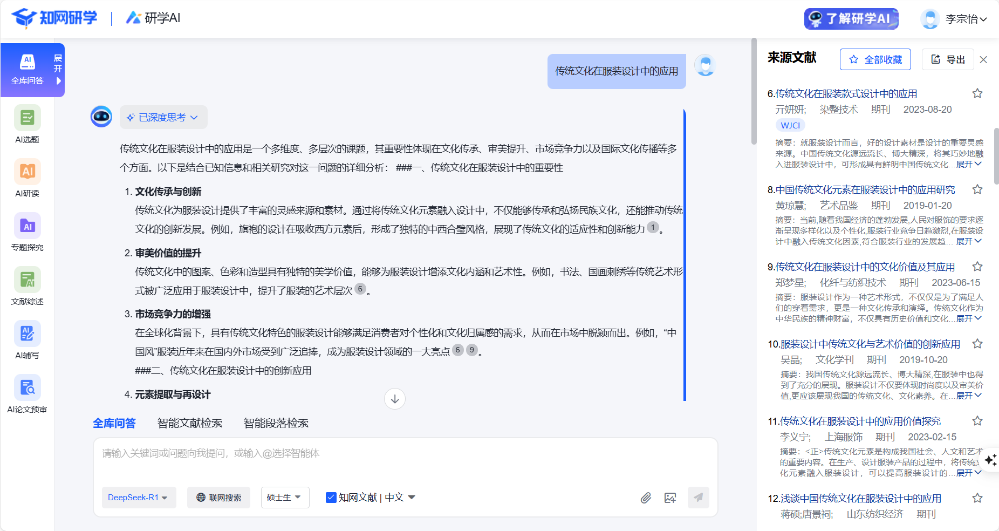 知网研学
研学AI
了解研学AI
李宗怡
AI
全库问答
展开
AI选题
AI
AI研读
AI
专题探究
AI
文献综述
AI
AI辅写
AI论文预审
传统文化在服装设计中的应用
已深度思考
传统文化在服装设计中的应用是一个多维度、多层次的课题，其重要性体现在文化传承、审美提升、市场竞争力以及国际文化传播等多
个方面。以下是结合已知信息和相关研究对这一问题的详细分析： ###一、传统文化在服装设计中的重要性
1. 文化传承与创新
传统文化为服装设计提供了丰富的灵感来源和素材。通过将传统文化元素融入设计中，不仅能够传承和弘扬民族文化，还能推动传统
文化的创新发展。例如，旗袍的设计在吸收西方元素后，形成了独特的中西合璧风格，展现了传统文化的适应性和创新能力 1 。
2. 审美价值的提升
传统文化中的图案、色彩和造型具有独特的美学价值，能够为服装设计增添文化内涵和艺术性。例如，书法、国画刺绣等传统艺术形
式被广泛应用于服装设计中，提升了服装的艺术层次 6 。
3. 市场竞争力的增强
在全球化背景下，具有传统文化特色的服装设计能够满足消费者对个性化和文化归属感的需求，从而在市场中脱颖而出。例如，“中
国风”服装近年来在国内外市场受到广泛追捧，成为服装设计领域的一大亮点 6 9 。
###二、传统文化在服装设计中的创新应用
4. 元素提取与再设计
全库问答 智能文献检索 智能段落检索
请输入关键词或问题向我提问，或输入@选择智能体
DeepSeek-R1 联网搜索 硕士生 知网文献 | 中文
来源文献 全部收藏 导出
6.传统文化在服装款式设计中的应用
亓妍妍; 染整技术 期刊 2023-08-20
WJCI
摘要：就服装设计而言，好的设计素材是设计的重要灵感
来源。中国传统文化源远流长、博大精深，将其巧妙地融
入进服装设计中，可形成具有鲜明中国传统文化...展开
8.中国传统文化元素在服装设计中的应用研究
黄琼慧; 艺术品鉴 期刊 2019-01-20
摘要：当前,随着我国经济的蓬勃发展,人民对服饰的要求逐
渐呈现多样化以及个性化,服装行业竞争日趋激烈,在服装设
计中融入传统文化因素,符合服装行业的发展趋... 展开
9.传统文化在服装设计中的文化价值及其应用
郑梦星; 化纤与纺织技术 期刊 2023-06-15
摘要：服装设计作为一种艺术形式，不仅仅是为了满足人
们的穿着需求，更是一种文化传承和演绎。传统文化作为
中华民族的精神财富，不仅具有历史价值和文化...展开
10.服装设计中传统文化与艺术价值的创新应用
吴晶; 文化学刊 期刊 2019-10-20
摘要：我国传统文化源远流长、博大精深,在服装中也得
到了充分的展现。服装设计不仅要体现时尚度以及审美价
值,更应该展现我国的传统文化、文化素养。在...展开
11.传统文化在服装设计中的应用价值探究
李义宁; 上海服饰 期刊 2023-02-15
摘要：<正>传统文化元素是构成我国社会、人文和艺术
的重要内容。在生产、设计服装产品的过程中，将传统文
化元素融入服装设计，可以提高服装设计的...展开
12.浅谈中国传统文化在服装设计中的应用
蒋硕;唐景祠; 山东纺织经济 期刊